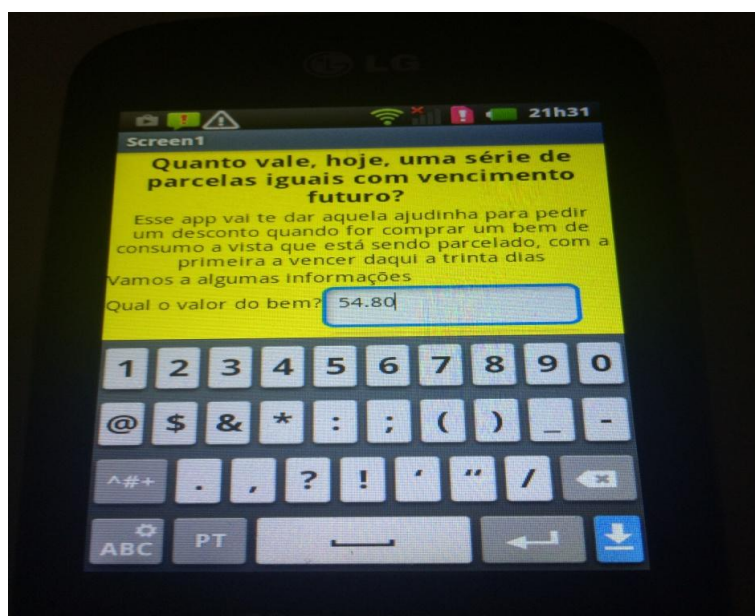 LG
21h31
Screen1
Quanto vale, hoje, uma série de
parcelas iguais com vencimento
futuro?
Esse app vai te dar aquela ajudinha para pedir
um desconto quando for comprar um bem de
consumo a vista que está sendo parcelado, com a
primeira a vencer daqui a trinta dias
Vamos a algumas informações
Qual o valor do bem? 54.80
1 2 3 4 5 6 7 8 9 0
@ $ & * : ; ( ) _ -
^#+ . , ? ! ‘ “ /
ABC PT